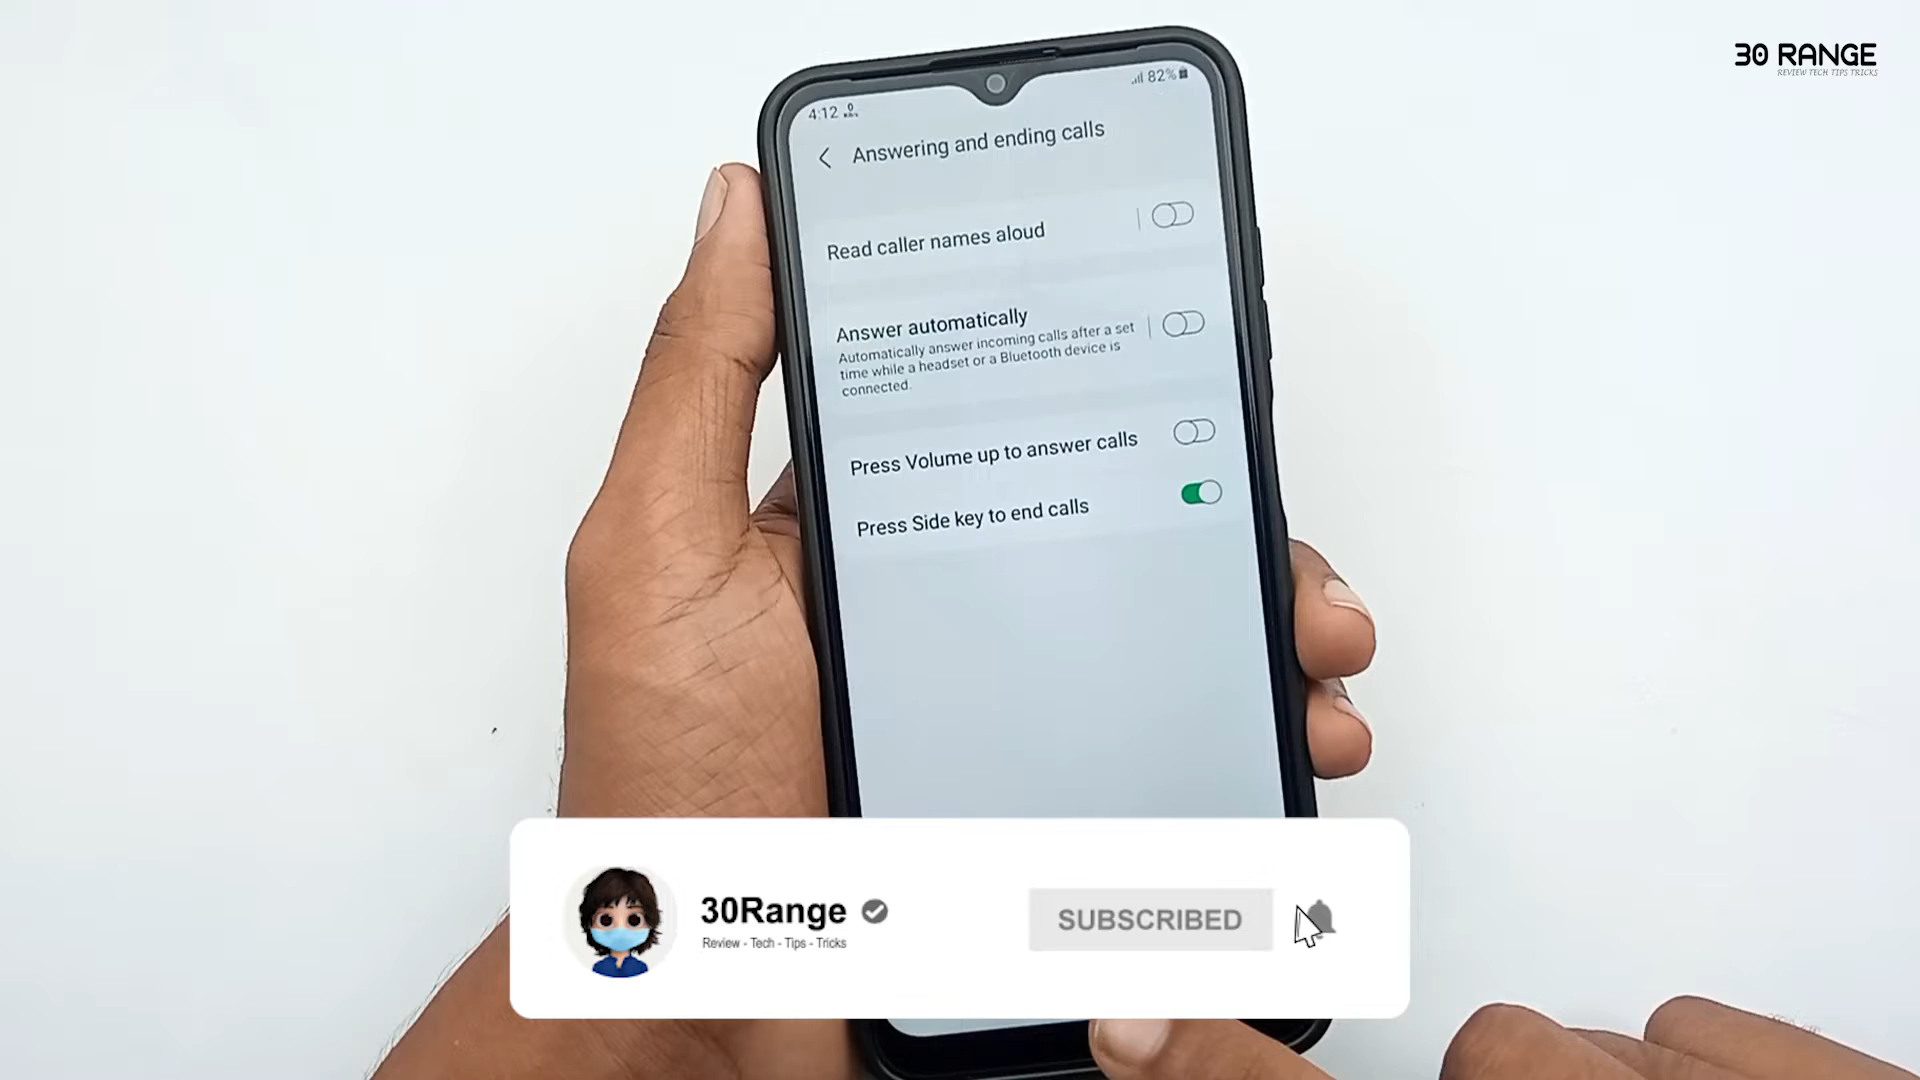 30 RANGE
REVIEW TECH TIPS TRICKS
4:12
82%
Answering and ending calls
Read caller names aloud
Answer automatically
Automatically answer incoming calls after a set
time while a headset or a Bluetooth device is
connected.
Press Volume up to answer calls
Press Side key to end calls
30Range
Review - Tech - Tips - Tricks
SUBSCRIBED